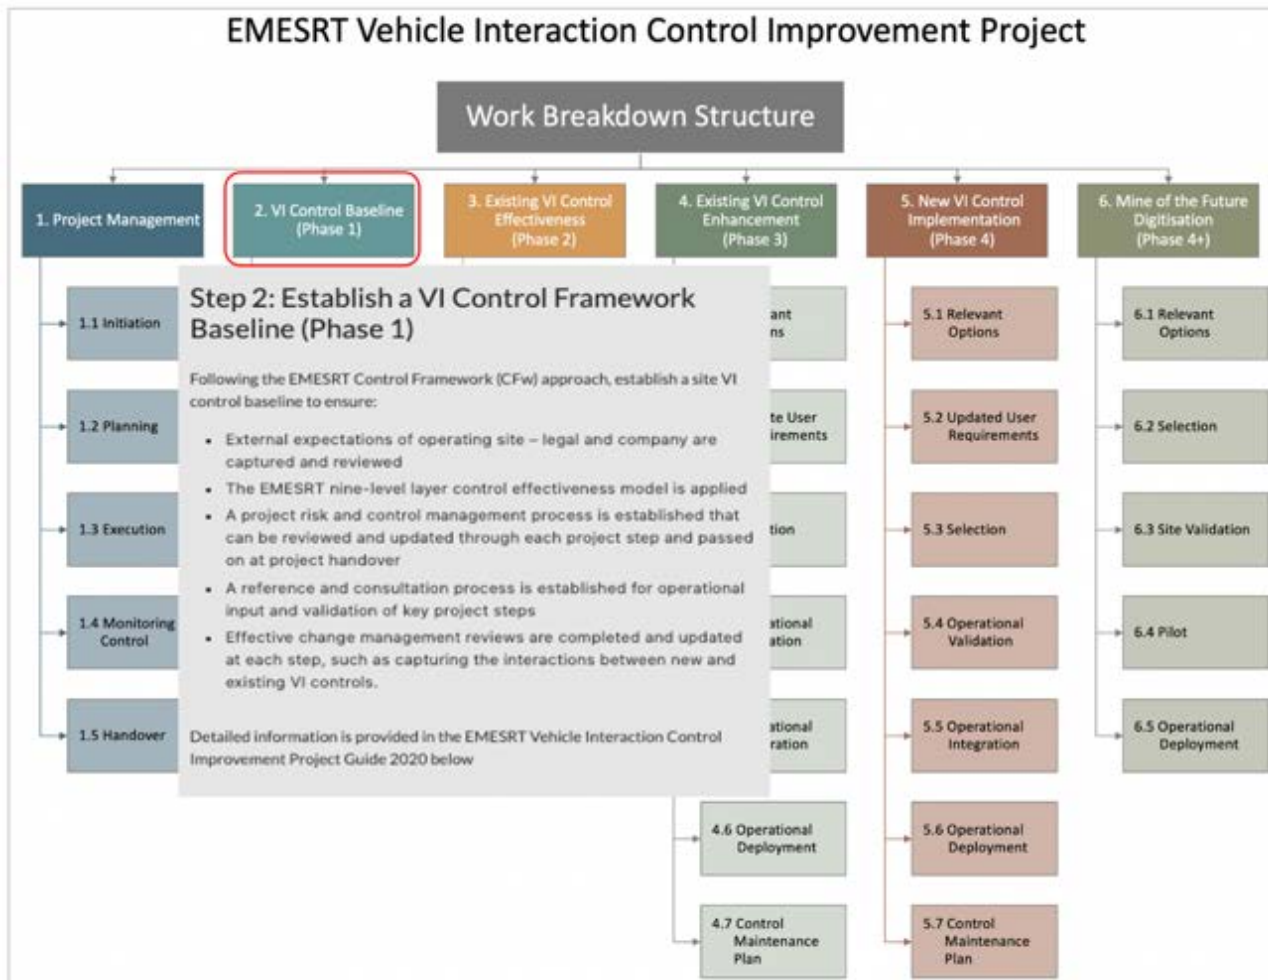 EMESRT Vehicle Interaction Control Improvement Project
Work Breakdown Structure
1. Project Management
2. VI Control Baseline
(Phase 1)
3. Existing VI Control
Effectiveness
(Phase 2)
4. Existing VI Control
Enhancement
(Phase 3)
5. New VI Control
Implementation
(Phase 4)
6. Mine of the Future
Digitisation
(Phase 4+)
1.1 Initiation
1.2 Planning
1.3 Execution
1.4 Monitoring
Control
1.5 Handover
Step 2: Establish a VI Control Framework
Baseline (Phase 1)
Following the EMESRT Control Framework (CFw) approach, establish a site VI
control baseline to ensure:
• External expectations of operating site – legal and company are
captured and reviewed
• The EMESRT nine-level layer control effectiveness model is applied
• A project risk and control management process is established that
can be reviewed and updated through each project step and passed
on at project handover
• A reference and consultation process is established for operational
input and validation of key project steps
• Effective change management reviews are completed and updated
at each step, such as capturing the interactions between new and
existing VI controls.
Detailed information is provided in the EMESRT Vehicle Interaction Control
Improvement Project Guide 2020 below
4.6 Operational
Deployment
4.7 Control
Maintenance
Plan
5.1 Relevant
Options
5.2 Updated User
Requirements
5.3 Selection
5.4 Operational
Validation
5.5 Operational
Integration
5.6 Operational
Deployment
5.7 Control
Maintenance
Plan
6.1 Relevant
Options
6.2 Selection
6.3 Site Validation
6.4 Pilot
6.5 Operational
Deployment